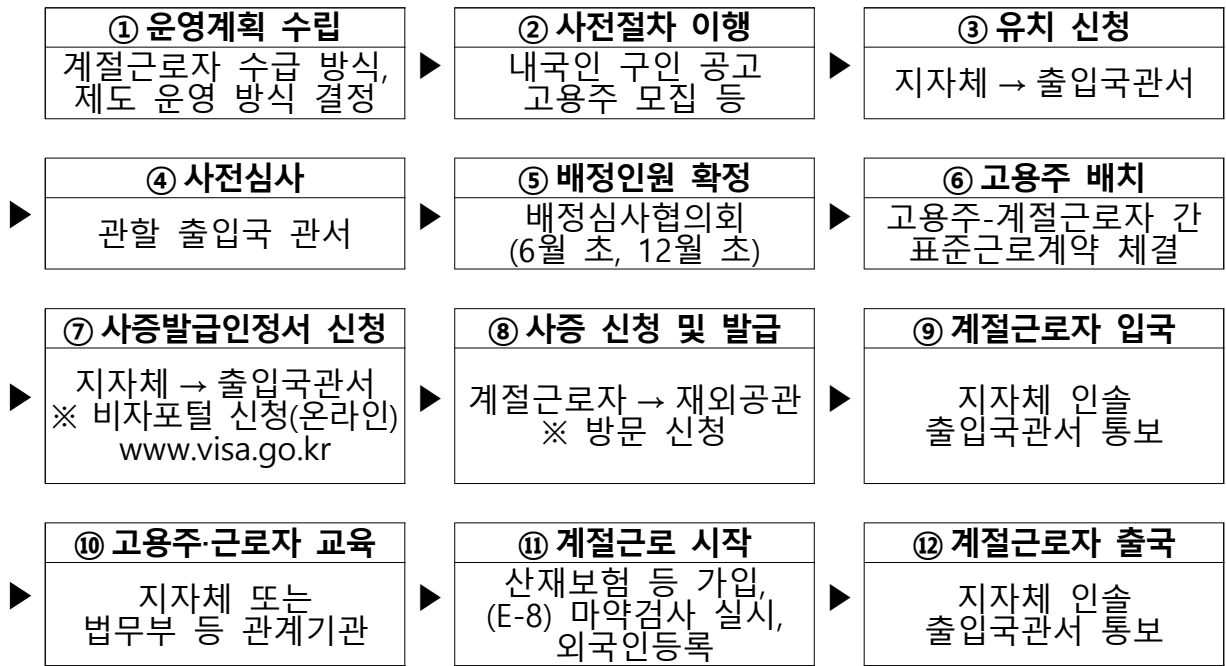 ① 운영계획 수립
계절근로자 수급 방식,
제도 운영 방식 결정
▶
② 사전절차 이행
내국인 구인 공고
고용주 모집 등
▶
③ 유치 신청
지자체 → 출입국관서
▶
④ 사전심사
관할 출입국 관서
▶
⑤ 배정인원 확정
배정심사협의회
(6월 초, 12월 초)
▶
⑥ 고용주 배치
고용주-계절근로자 간
표준근로계약 체결
▶
⑦ 사증발급인정서 신청
지자체 → 출입국관서
※ 비자포털 신청(온라인)
www.visa.go.kr
▶
⑧ 사증 신청 및 발급
계절근로자 → 재외공관
※ 방문 신청
▶
⑨ 계절근로자 입국
지자체 인솔
출입국관서 통보
▶
⑩ 고용주·근로자 교육
지자체 또는
법무부 등 관계기관
▶
⑪ 계절근로 시작
산재보험 등 가입,
(E-8) 마약검사 실시,
외국인등록
▶
⑫ 계절근로자 출국
지자체 인솔
출입국관서 통보